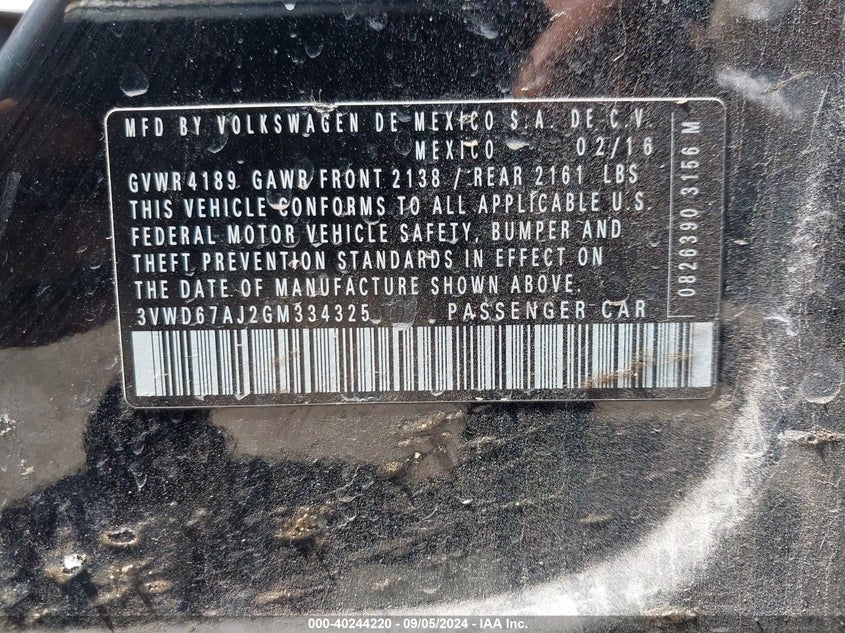 MFD BY VOLKSWAGEN DE MEXICO S.A. DE C.V.
MEXICO 02/16
GVWR 4189 GAWR FRONT 2138 / REAR 2161 LBS
THIS VEHICLE CONFORMS TO ALL APPLICABLE U.S.
FEDERAL MOTOR VEHICLE SAFETY, BUMPER AND
THEFT PREVENTION STANDARDS IN EFFECT ON
THE DATE OF MANUFACTURE SHOWN ABOVE.
3VWD67AJ2GM334325 PASSENGER CAR
0826390 3156 M
000-40244220 - 09/05/2024 - IAA Inc.